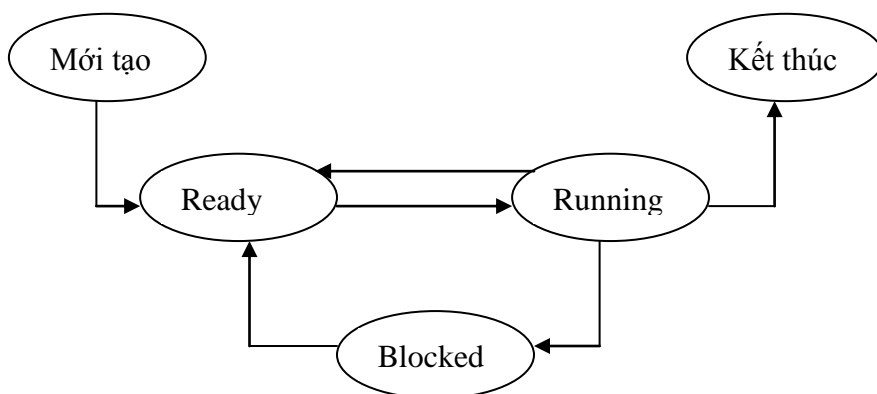 Mới tạo
Kết thúc
Ready
Running
Blocked